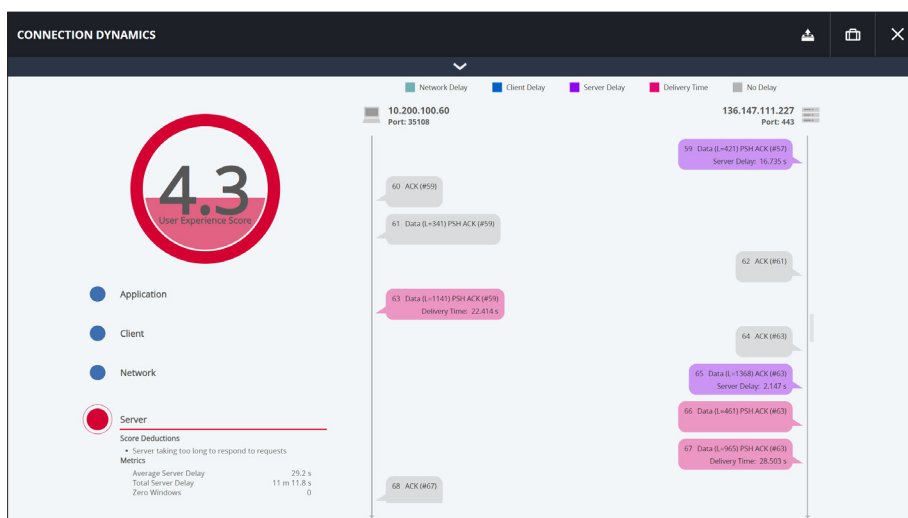 CONNECTION DYNAMICS
Network Delay Client Delay Server Delay Delivery Time No Delay
10.200.100.60
Port: 35108
136.147.111.227
Port: 443
4.3
User Experience Score
Application
Client
Network
Server
Score Deductions
• Server taking too long to respond to requests
Metrics
Average Server Delay 29.2 s
Total Server Delay 11 m 11.8 s
Zero Windows 0
59 Data (L=421) PSH ACK (#57)
Server Delay: 16.735 s
60 ACK (#59)
61 Data (L=341) PSH ACK (#59)
62 ACK (#61)
63 Data (L=1141) PSH ACK (#59)
Delivery Time: 22.414 s
64 ACK (#63)
65 Data (L=1368) ACK (#63)
Server Delay: 2.147 s
66 Data (L=461) PSH ACK (#63)
67 Data (L=965) PSH ACK (#63)
Delivery Time: 28.503 s
68 ACK (#67)